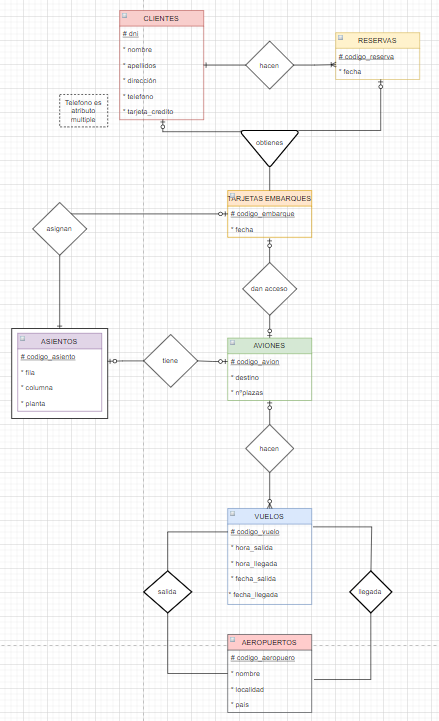 CLIENTES
# dni
* nombre
* apellidos
* dirección
* telefono
* tarjeta_credito
Telefono es
atributo
multiple
hacen
RESERVAS
# codigo_reserva
* fecha
obtienes
TARJETAS EMBARQUES
# codigo_embarque
* fecha
asignan
dan acceso
ASIENTOS
# codigo_asiento
* fila
* columna
* planta
tiene
AVIONES
# codigo_avion
* destino
* nºplazas
hacen
VUELOS
# codigo_vuelo
* hora_salida
* hora_llegada
* fecha_salida
* fecha_llegada
salida
llegada
AEROPUERTOS
# codigo_aeropuero
* nombre
* localidad
* pais